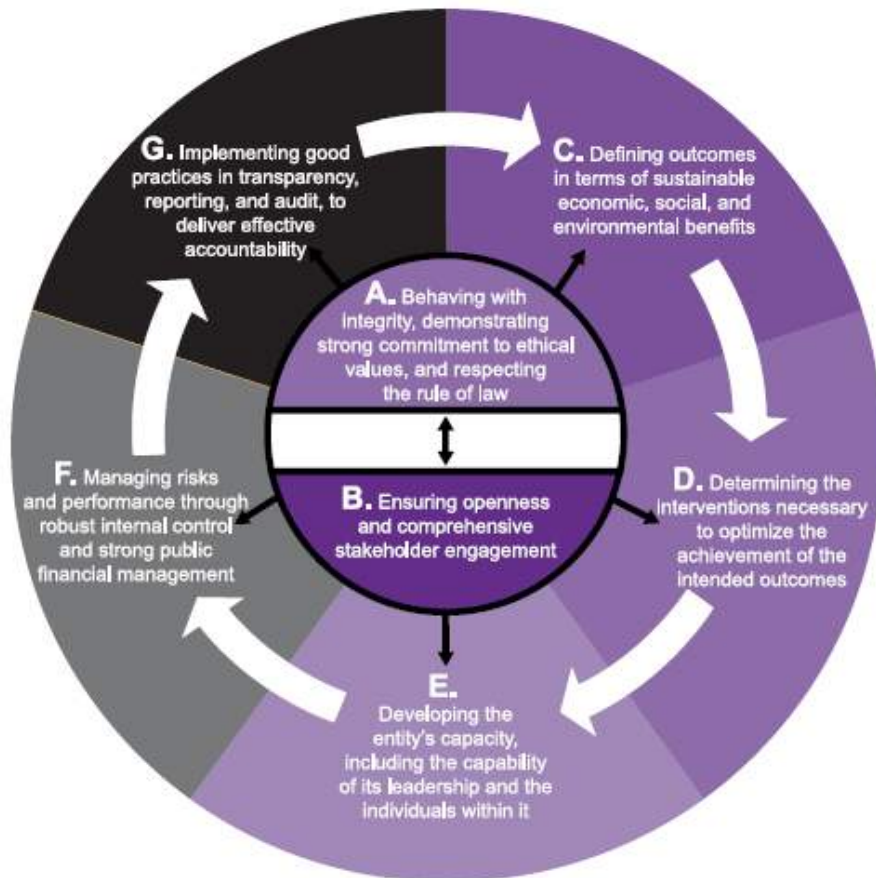 G. Implementing good
practices in transparency,
reporting, and audit, to
deliver effective
accountability
C. Defining outcomes
in terms of sustainable
economic, social, and
environmental benefits
A. Behaving with
integrity, demonstrating
strong commitment to ethical
values, and respecting
the rule of law
F. Managing risks
and performance through
robust internal control
and strong public
financial management
B. Ensuring openness
and comprehensive
stakeholder engagement
D. Determining the
interventions necessary
to optimize the
achievement of the
intended outcomes
E.
Developing the
entity's capacity,
including the capability
of its leadership and the
individuals within it